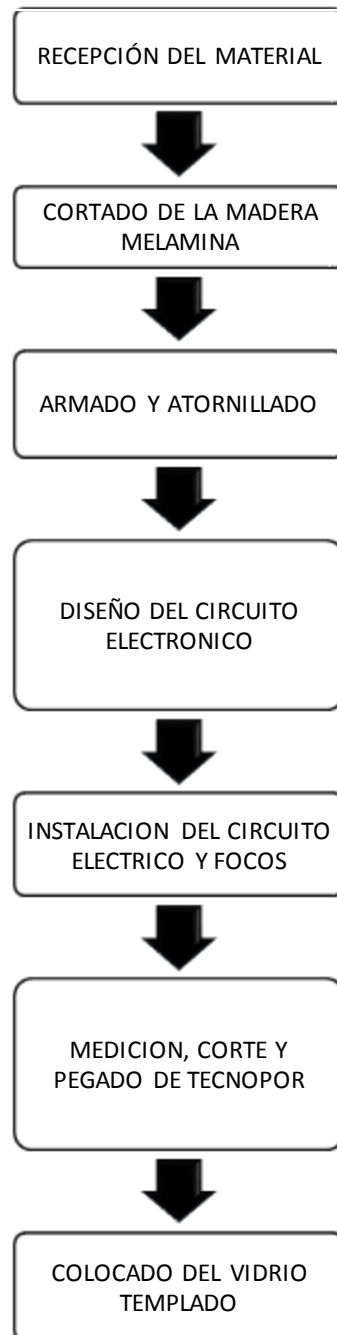 RECEPCIÓN DEL MATERIAL
CORTADO DE LA MADERA
MELAMINA
ARMADO Y ATORNILLADO
DISEÑO DEL CIRCUITO
ELECTRONICO
INSTALACION DEL CIRCUITO
ELECTRICO Y FOCOS
MEDICION, CORTE Y
PEGADO DE TECNOPOR
COLOCADO DEL VIDRIO
TEMPLADO